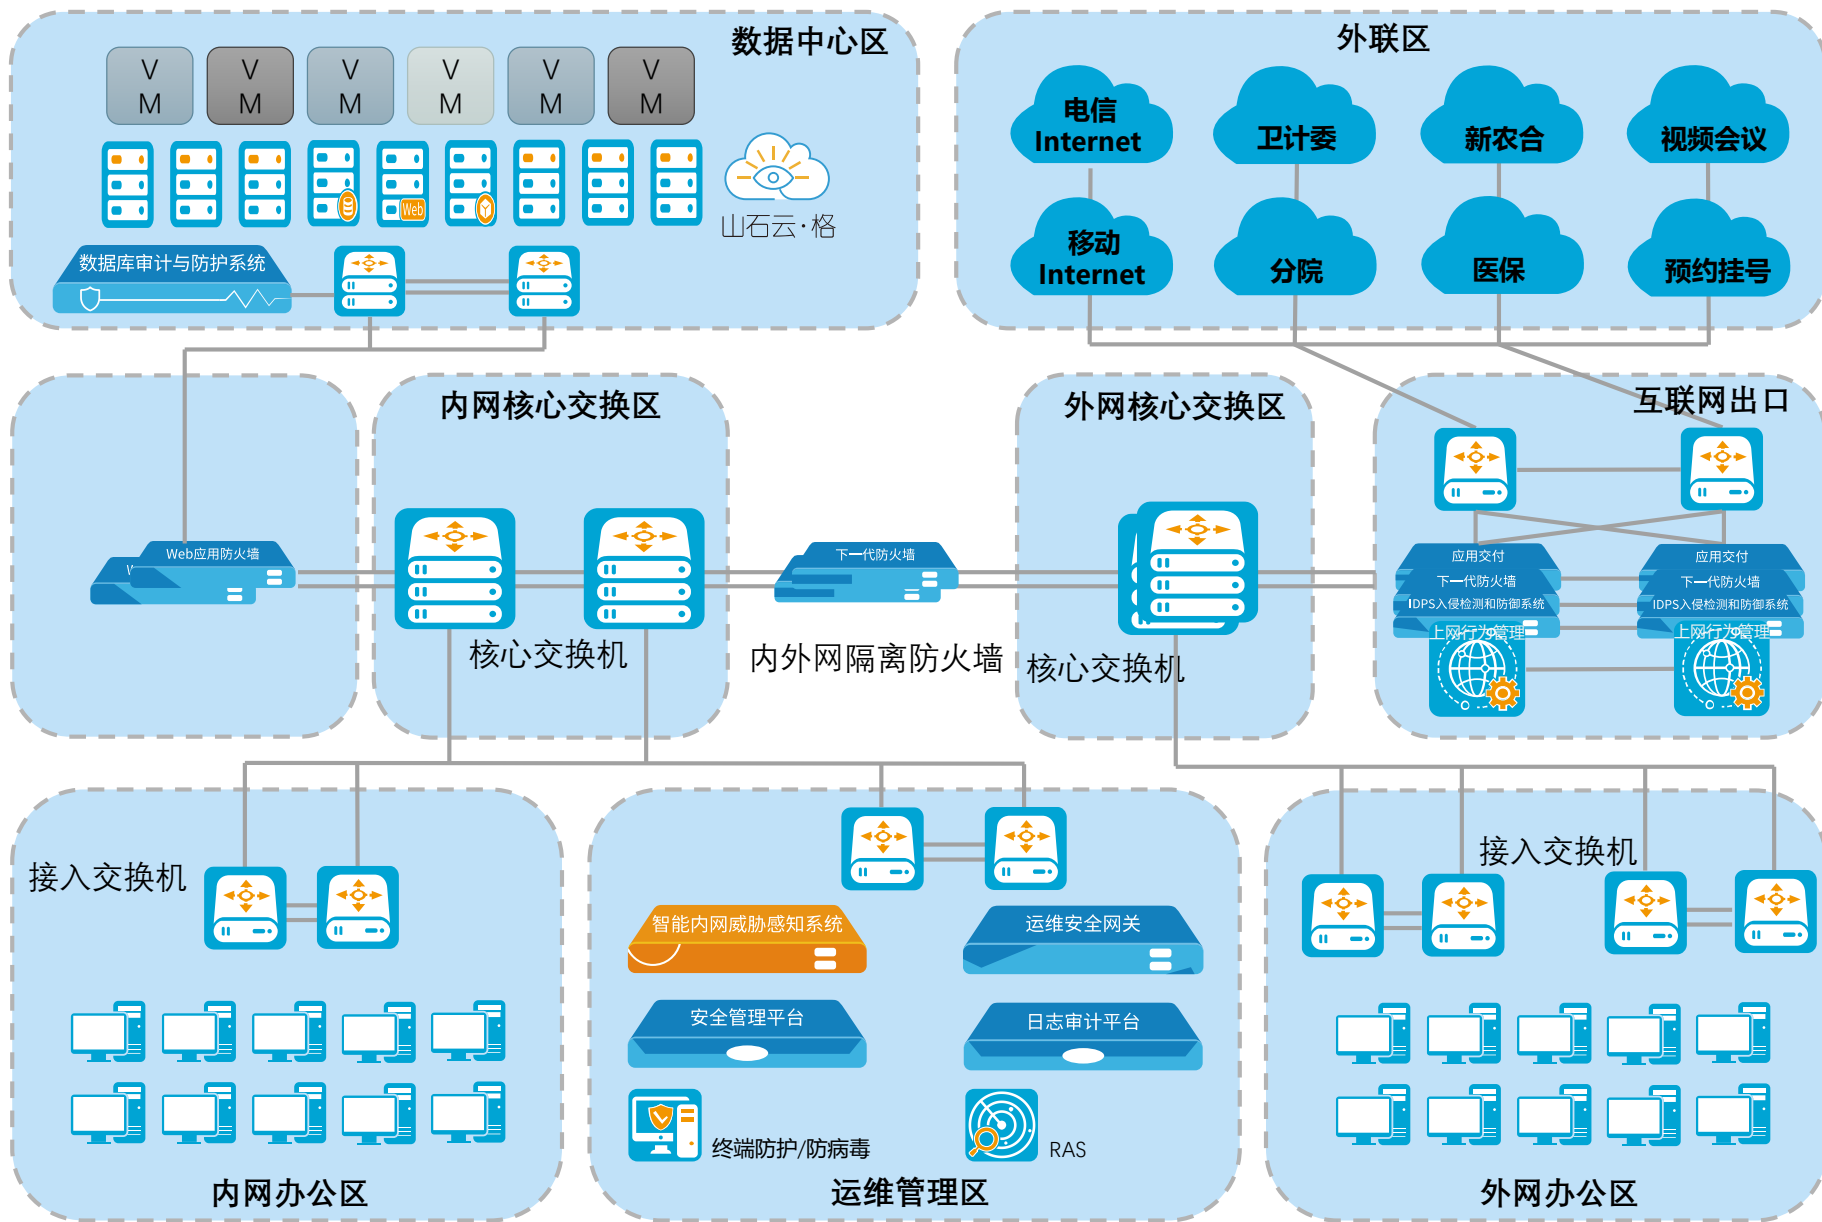 数据中心区
V
M
V
M
V
M
V
M
V
M
V
M
Web
山石云·格
数据库审计与防护系统
外联区
电信
Internet
卫计委
新农合
视频会议
移动
Internet
分院
医保
预约挂号
Web应用防火墙
内网核心交换区
核心交换机
下一代防火墙
内外网隔离防火墙
外网核心交换区
核心交换机
互联网出口
应用交付
下一代防火墙
IDPS入侵检测和防御系统
上网行为管理
应用交付
下一代防火墙
IDPS入侵检测和防御系统
上网行为管理
接入交换机
内网办公区
智能内网威胁感知系统
运维安全网关
安全管理平台
日志审计平台
终端防护/防病毒
RAS
运维管理区
接入交换机
外网办公区